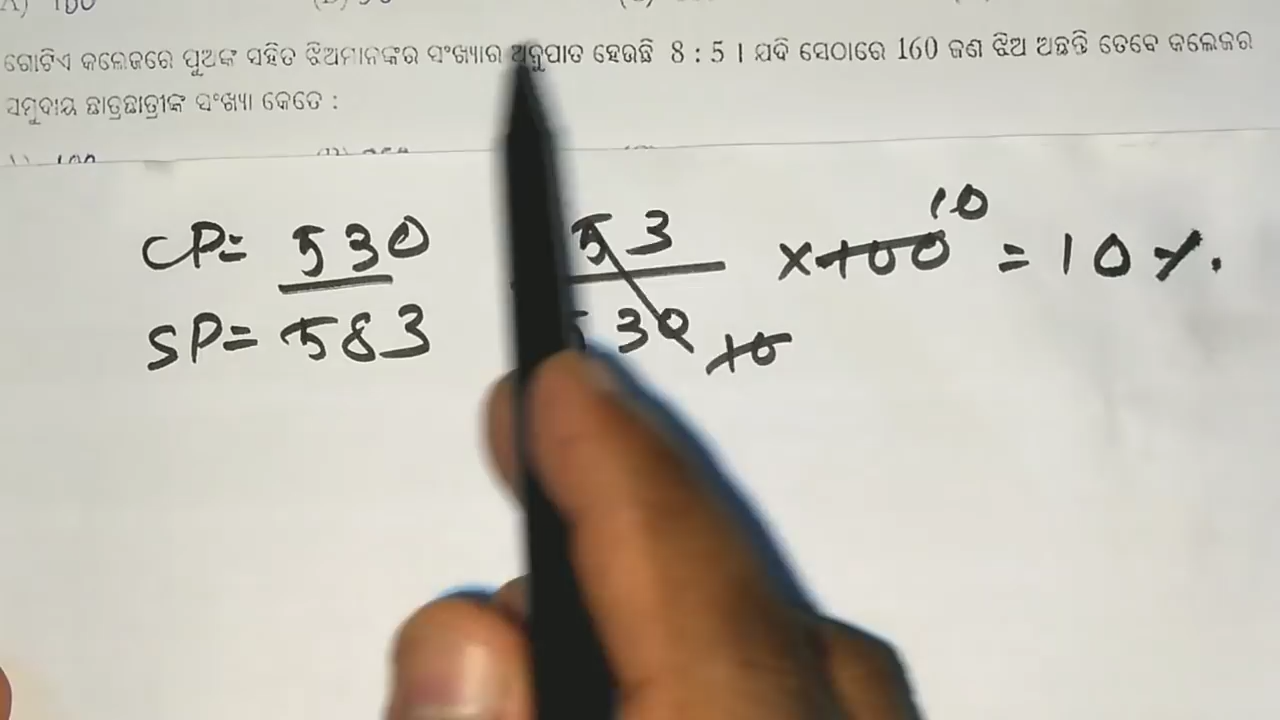 ଗୋଟିଏ କଲେଜରେ ପୁଅଙ୍କ ସହିତ ଝିଅମାନଙ୍କର ସଂଖ୍ୟାର ଅନୁପାତ ହେଉଛି 8 : 5 । ଯଦି ସେଠାରେ 160 ଜଣ ଝିଅ ଅଛନ୍ତି ତେବେ କଲେଜର
ସମୁଦାୟ ଛାତ୍ରଛାତ୍ରୀଙ୍କ ସଂଖ୍ୟା କେତେ :
CP= 530 53 ×100 10 = 10 %.
SP= 583 530 10